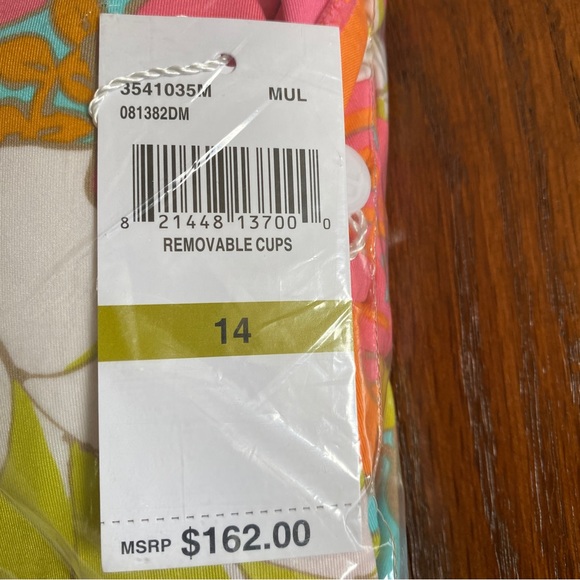 3541035M MUL
081382DM
8 21448 13700 0
REMOVABLE CUPS
14
MSRP $162.00